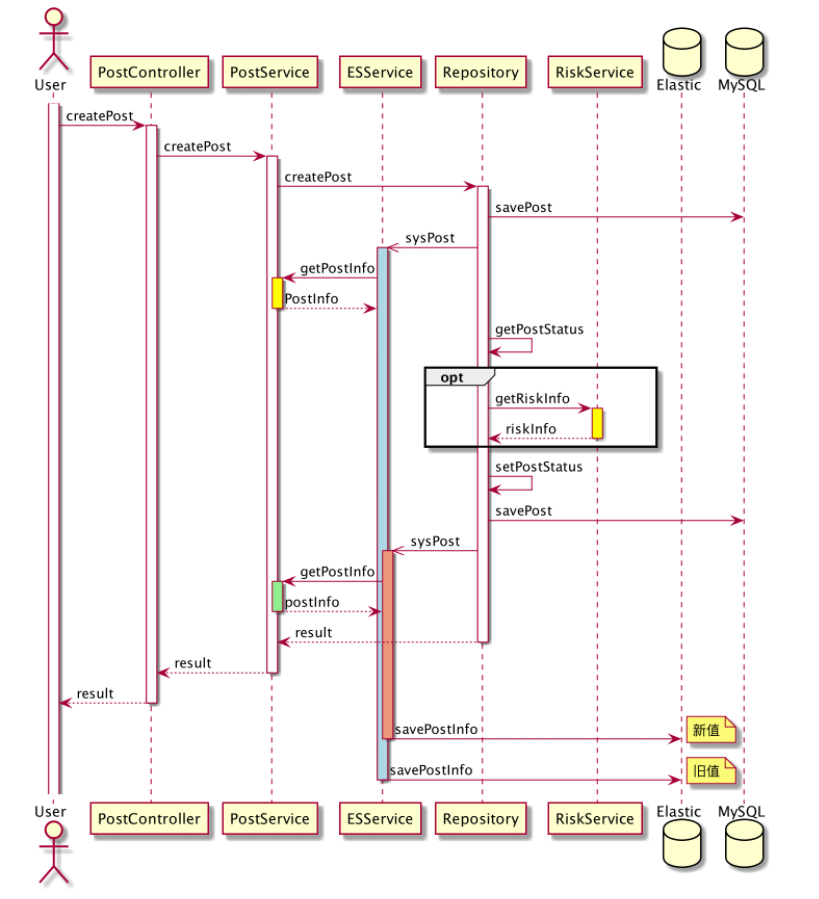 User
PostController
PostService
ESService
Repository
RiskService
Elastic
MySQL
createPost
createPost
createPost
savePost
sysPost
getPostInfo
PostInfo
getPostStatus
opt
getRiskInfo
riskInfo
setPostStatus
savePost
sysPost
getPostInfo
postInfo
result
result
result
savePostInfo
新值
savePostInfo
旧值
User
PostController
PostService
ESService
Repository
RiskService
Elastic
MySQL